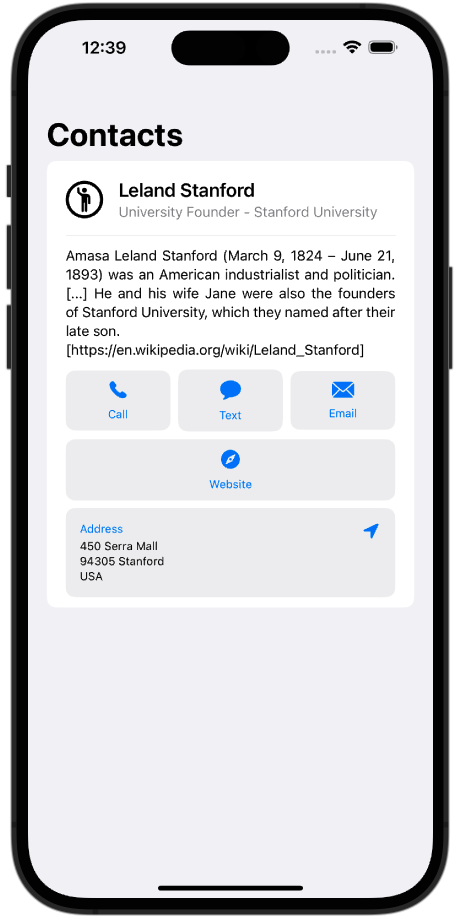 12:39
Contacts
Leland Stanford
University Founder - Stanford University
Amasa Leland Stanford (March 9, 1824 – June 21,
1893) was an American industrialist and politician.
[...] He and his wife Jane were also the founders
of Stanford University, which they named after their
late son.
[https://en.wikipedia.org/wiki/Leland_Stanford]
Call
Text
Email
Website
Address
450 Serra Mall
94305 Stanford
USA